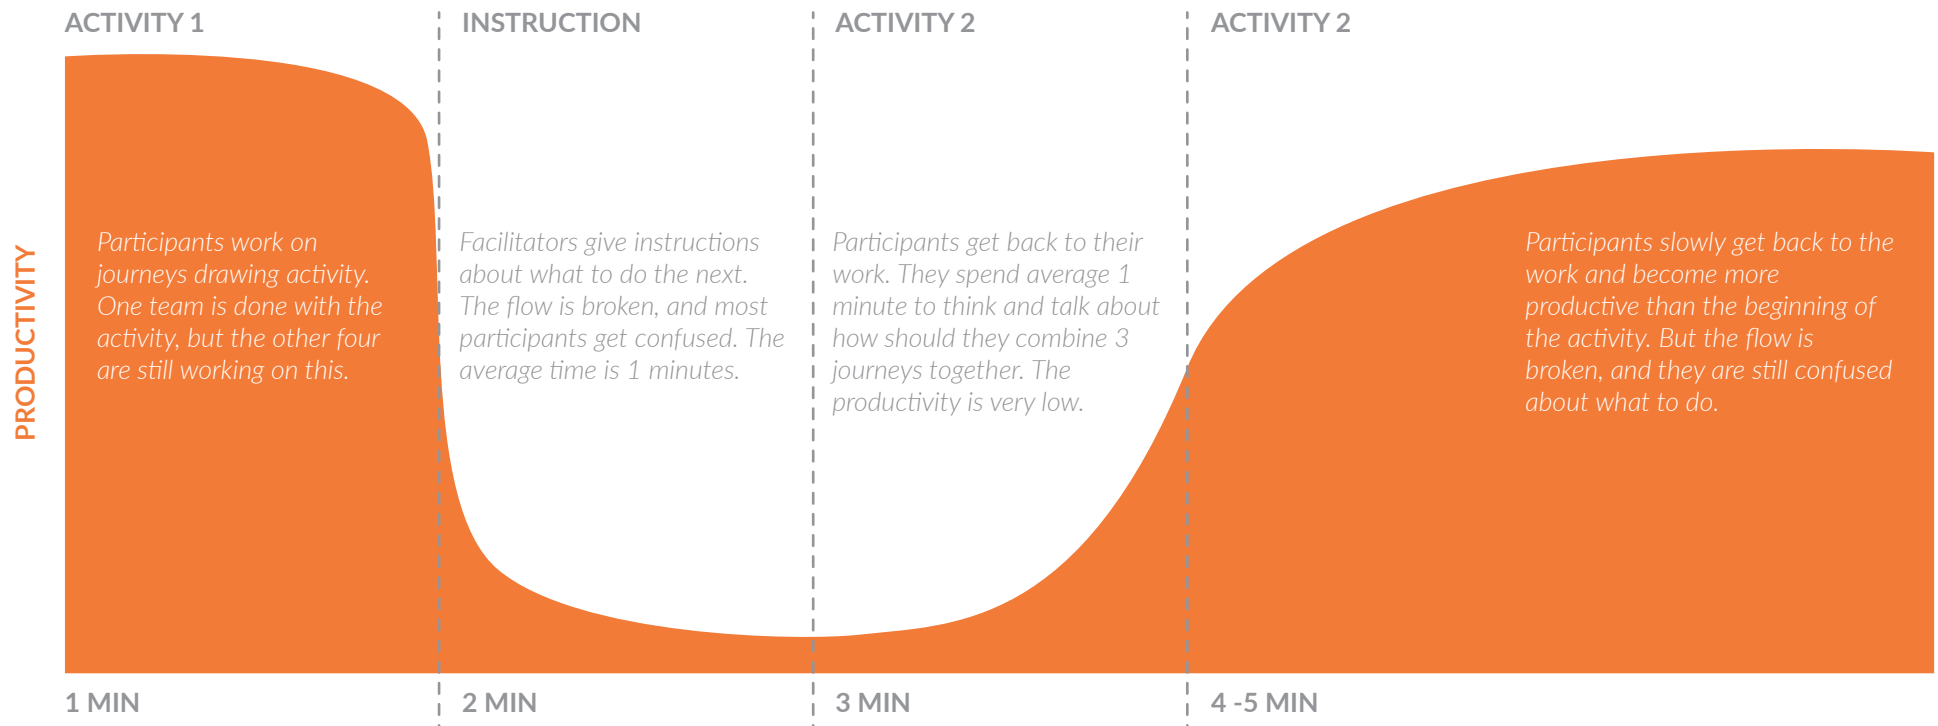 ACTIVITY 1
INSTRUCTION
ACTIVITY 2
ACTIVITY 2
PRODUCTIVITY
Participants work on
journeys drawing activity.
One team is done with the
activity, but the other four
are still working on this.
Facilitators give instructions
about what to do the next.
The flow is broken, and most
participants get confused. The
average time is 1 minutes.
Participants get back to their
work. They spend average 1
minute to think and talk about
how should they combine 3
journeys together. The
productivity is very low.
Participants slowly get back to the
work and become more
productive than the beginning of
the activity. But the flow is
broken, and they are still confused
about what to do.
1 MIN
2 MIN
3 MIN
4 -5 MIN